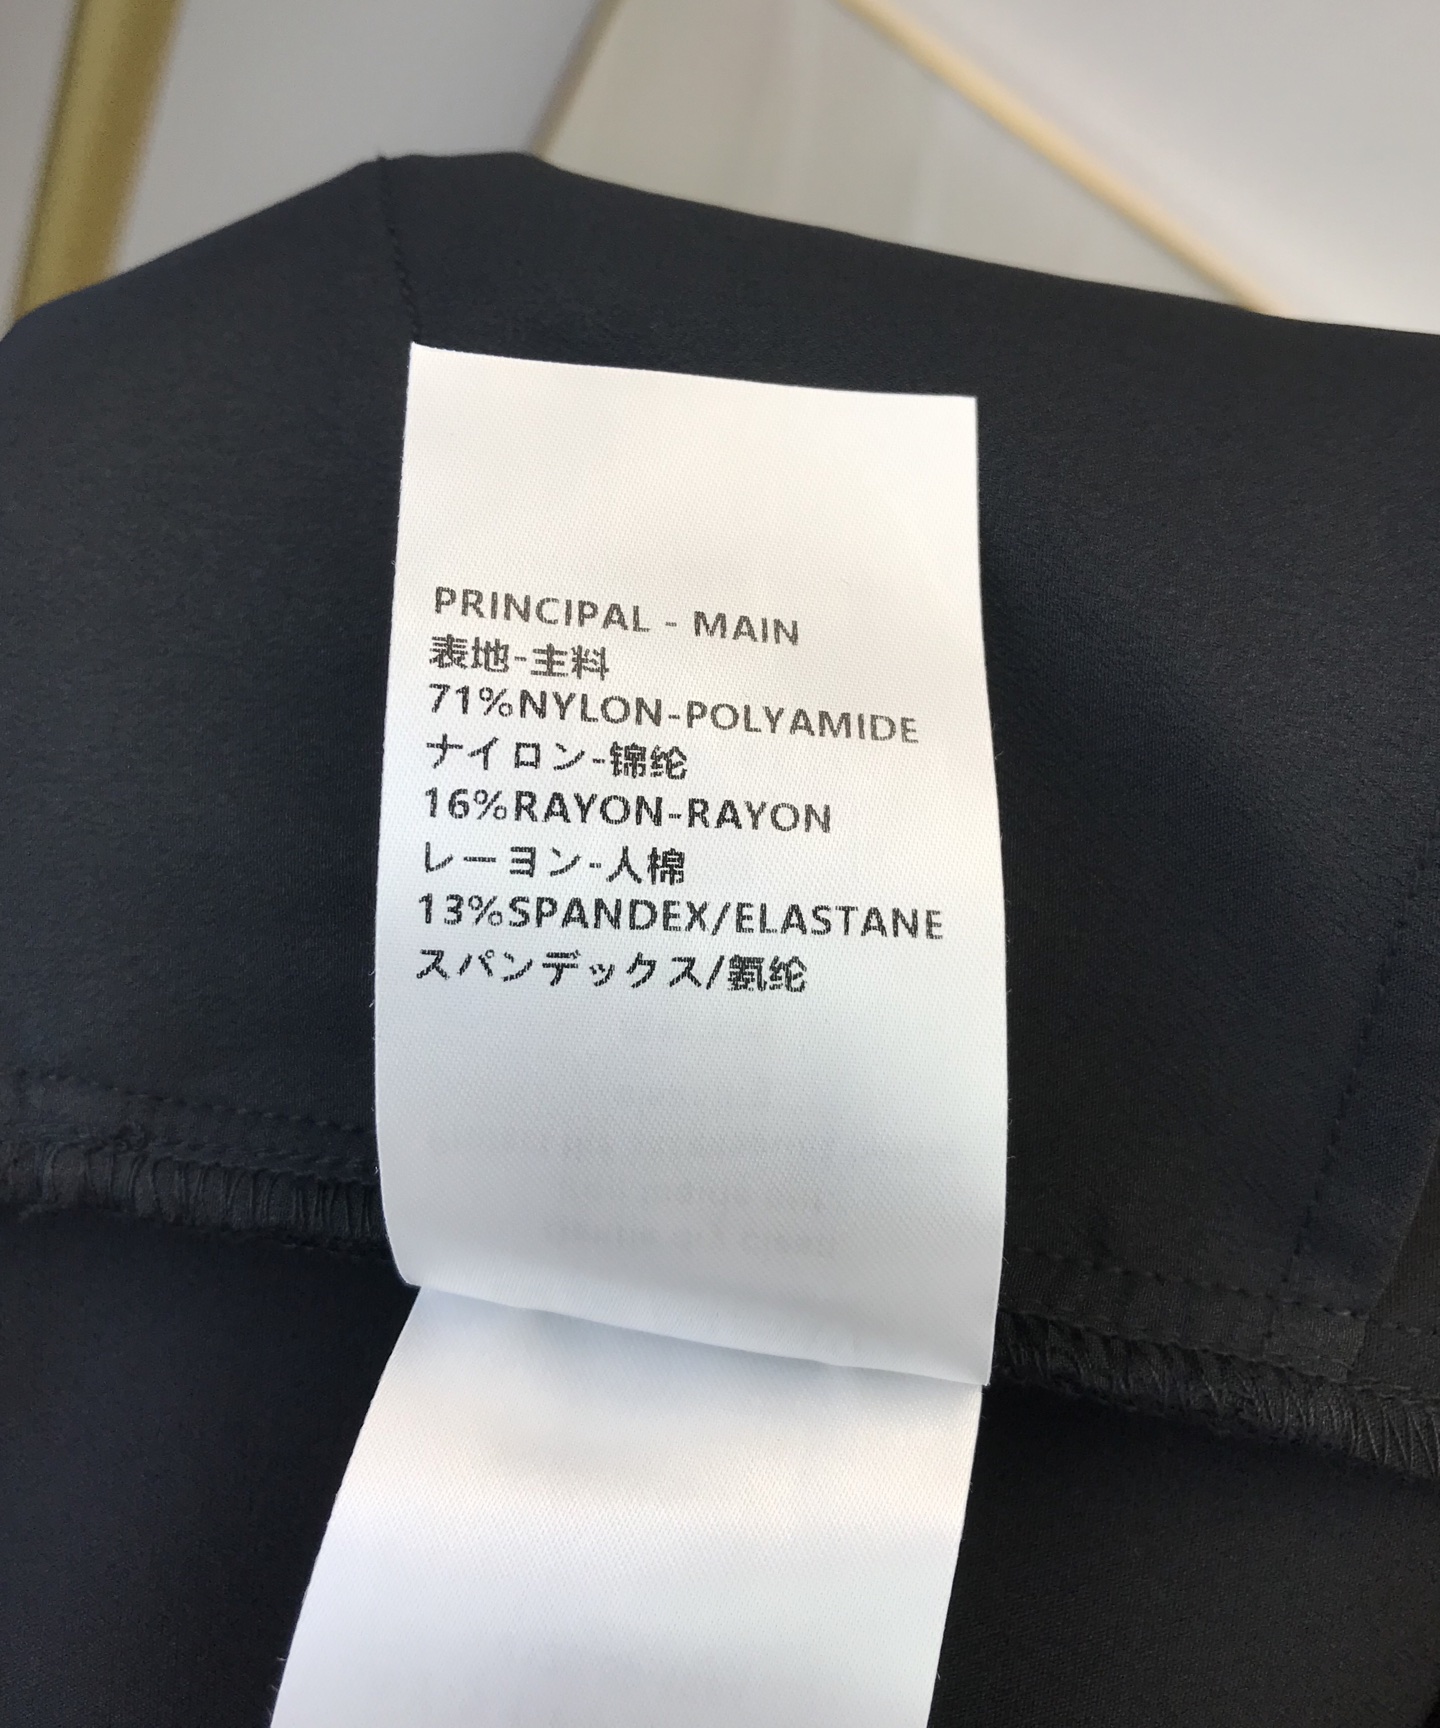 PRINCIPAL - MAIN
表地-主料
71%NYLON-POLYAMIDE
ナイロン-锦纶
16%RAYON-RAYON
レーヨン-人棉
13%SPANDEX/ELASTANE
スパンデックス/氨纶